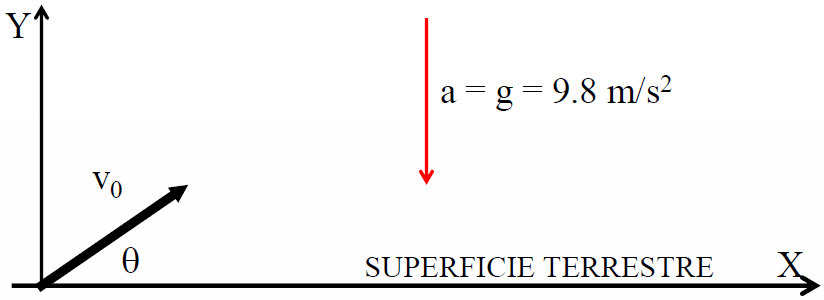 Y
a = g = 9.8 m/s²
v₀
θ
SUPERFICIE TERRESTRE
X